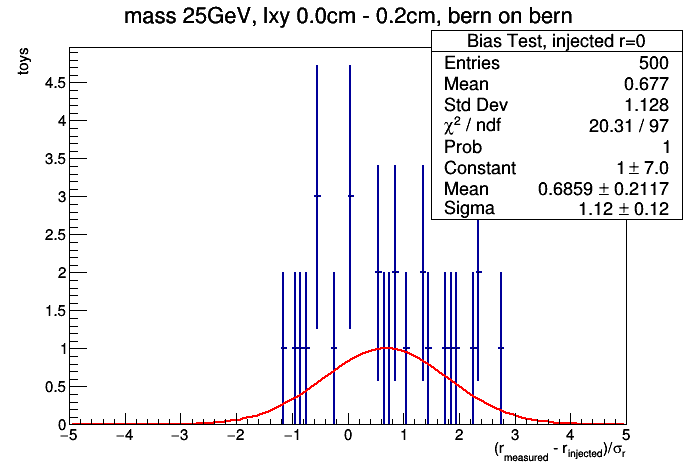 mass 25GeV, lxy 0.0cm - 0.2cm, bern on bern
Bias Test, injected r=0
Entries 500
Mean 0.677
Std Dev 1.128
χ² / ndf 20.31 / 97
Prob 1
Constant 1 ± 7.0
Mean 0.6859 ± 0.2117
Sigma 1.12 ± 0.12
toys
4.5
4
3.5
3
2.5
2
1.5
1
0.5
0
−5 −4 −3 −2 −1 0 1 2 3 4 5
(r_measured - r_injected)/σ_r